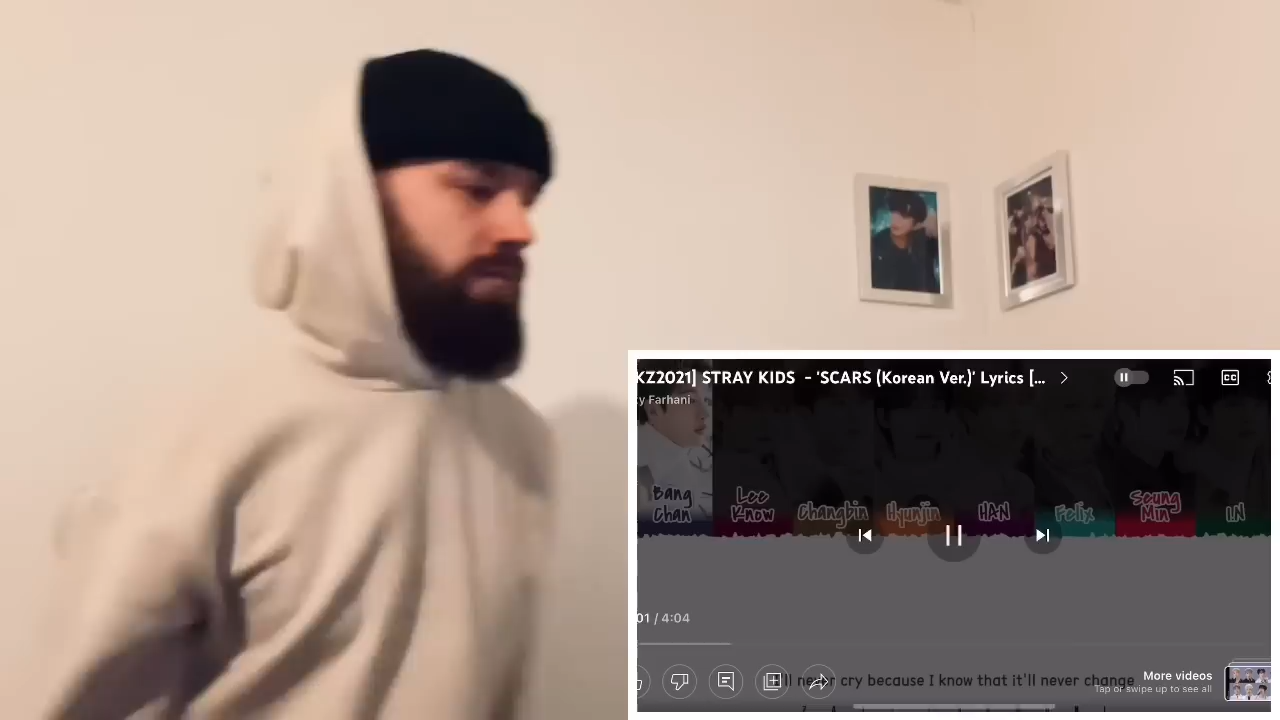 KZ2021] STRAY KIDS - 'SCARS (Korean Ver.)' Lyrics [...
CC
y Farhani
Bang Chan
Lee Know
Changbin
Hyunjin
HAN
Felix
Seung Min
I.N
01 / 4:04
never cry because I know that it'll never change
More videos
Tap or swipe up to see all